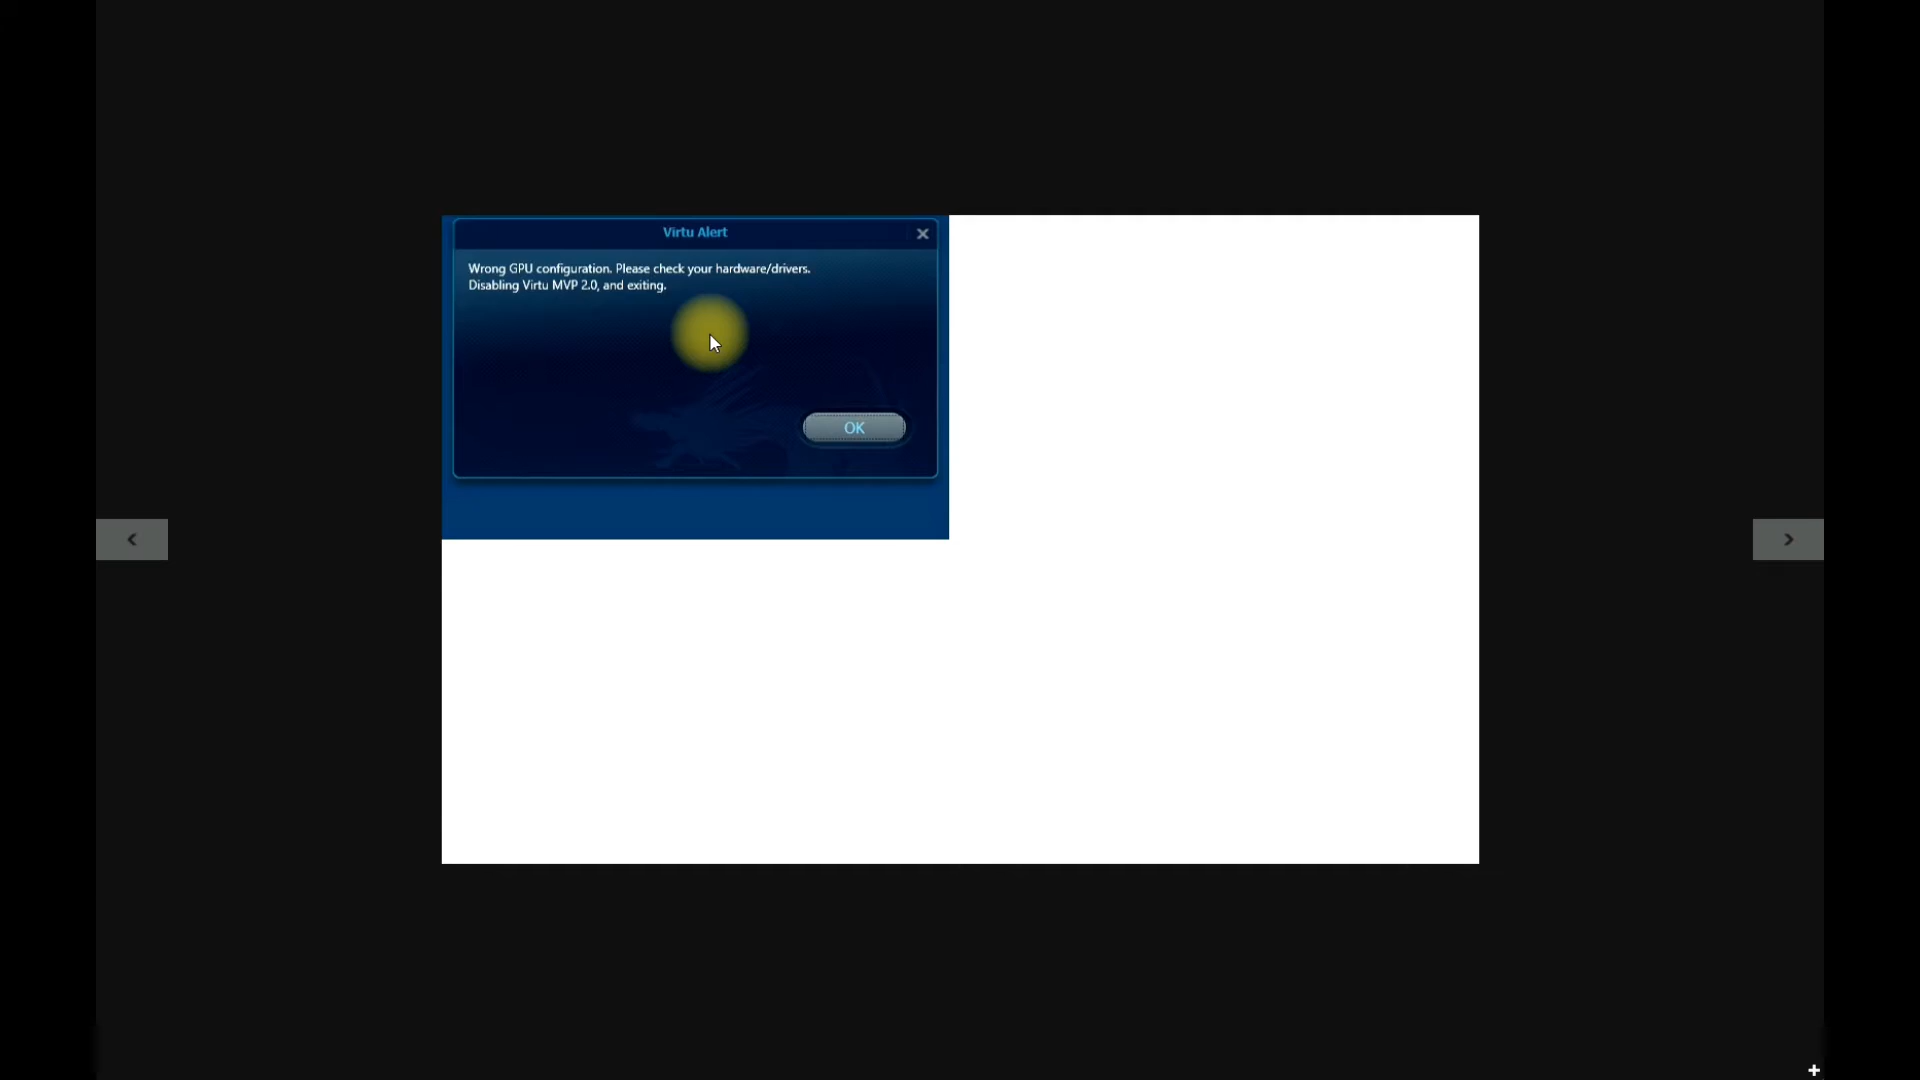 Virtu Alert
Wrong GPU configuration. Please check your hardware/drivers.
Disabling Virtu MVP 2.0, and exiting.
OK